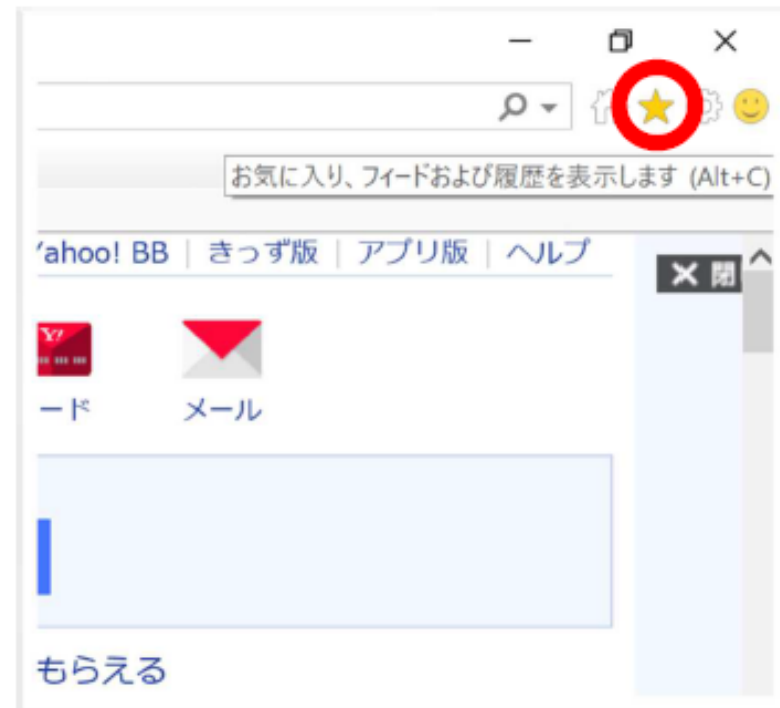 お気に入り、フィードおよび履歴を表示します (Alt+C)
ahoo! BB | きっず版 | アプリ版 | ヘルプ
閉
Y!
ード
メール
もらえる